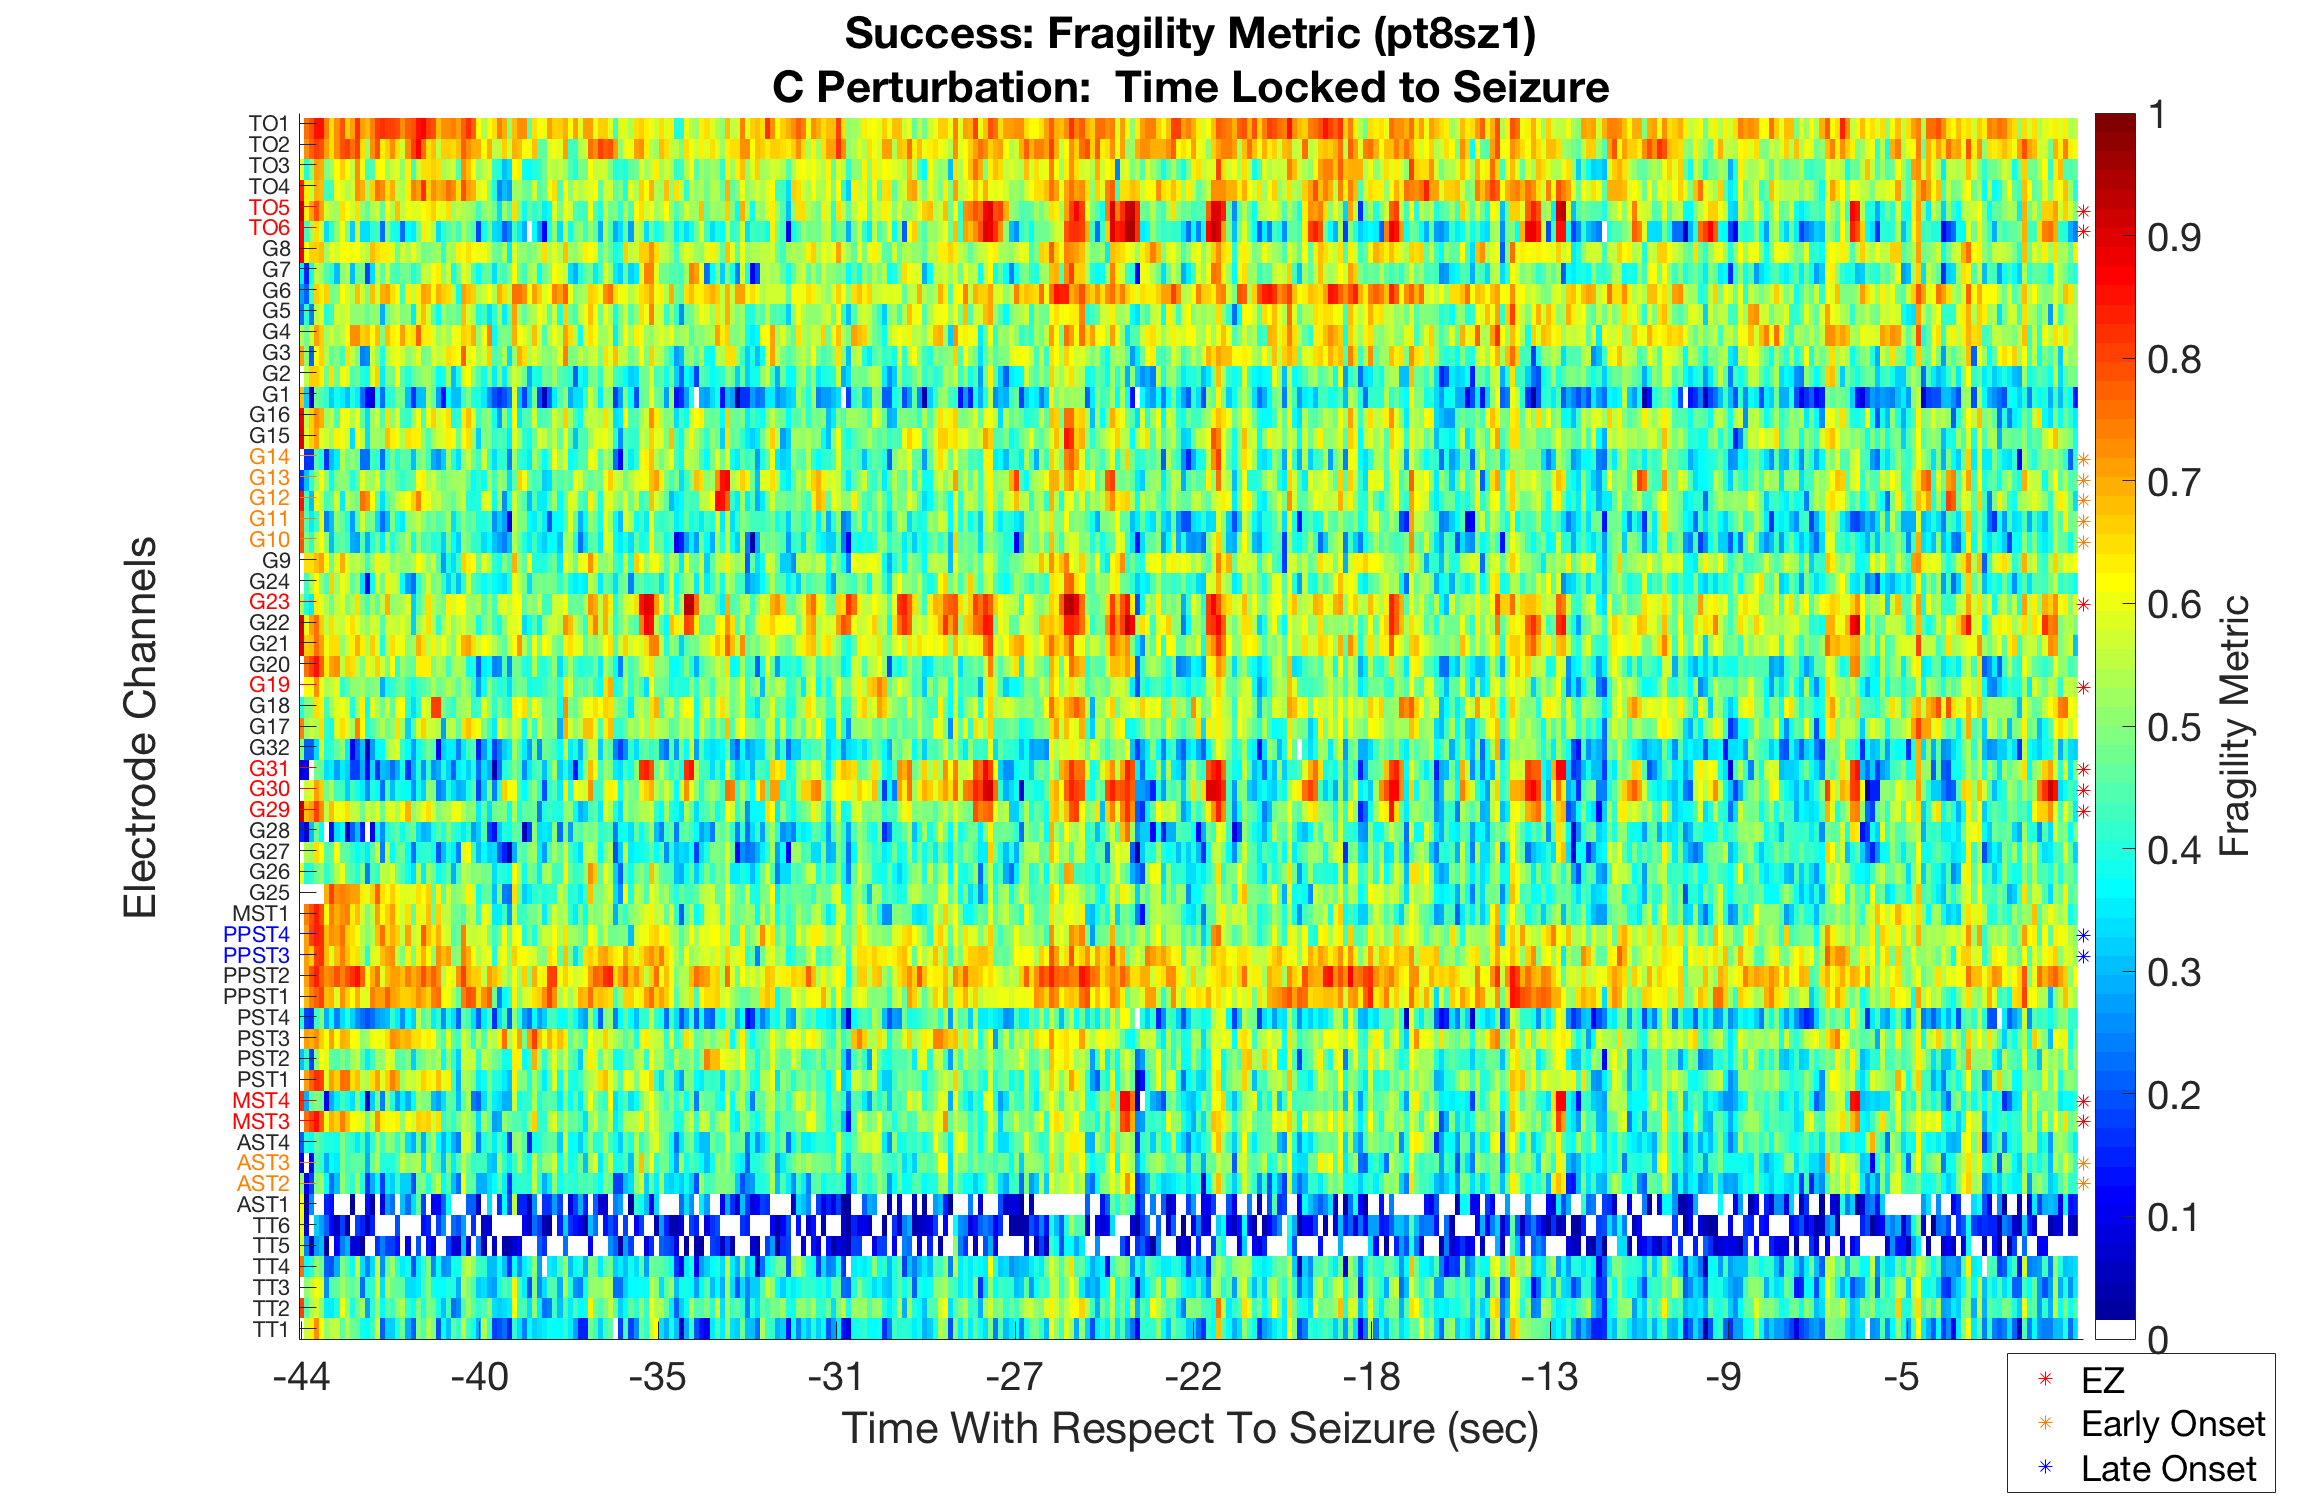 Success: Fragility Metric (pt8sz1)
C Perturbation:  Time Locked to Seizure
Electrode Channels
TO1
TO2
TO3
TO4
TO5
TO6
G8
G7
G6
G5
G4
G3
G2
G1
G16
G15
G14
G13
G12
G11
G10
G9
G24
G23
G22
G21
G20
G19
G18
G17
G32
G31
G30
G29
G28
G27
G26
G25
MST1
PPST4
PPST3
PPST2
PPST1
PST4
PST3
PST2
PST1
MST4
MST3
AST4
AST3
AST2
AST1
TT6
TT5
TT4
TT3
TT2
TT1
-44 -40 -35 -31 -27 -22 -18 -13 -9 -5
Time With Respect To Seizure (sec)
1
0.9
0.8
0.7
0.6
0.5
0.4
0.3
0.2
0.1
0
Fragility Metric
EZ
Early Onset
Late Onset